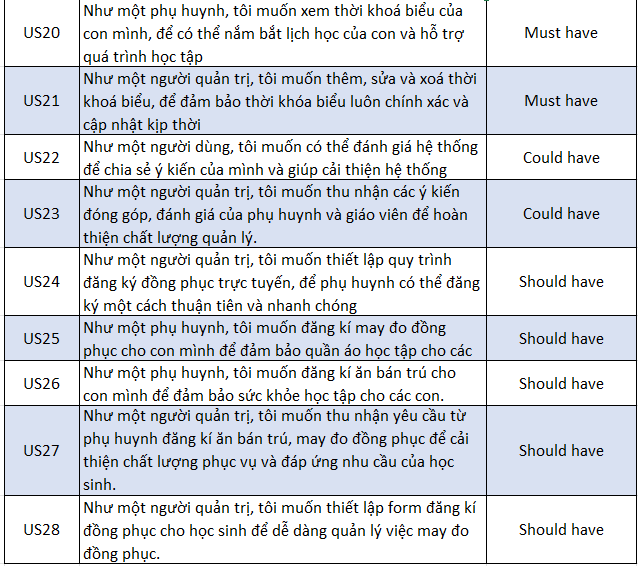 Như một phụ huynh, tôi muốn xem thời khoá biểu của
US20
con mình, để có thể nắm bắt lịch học của con và hỗ trợ
Must have
quá trình học tập
Như một người quản trị, tôi muốn thêm, sửa và xoá thời
US21
khoá biểu, để đảm bảo thời khóa biểu luôn chính xác và
Must have
cập nhật kịp thời
US22
Như một người dùng, tôi muốn có thể đánh giá hệ thống
để chia sẻ ý kiến của mình và giúp cải thiện hệ thống
Could have
Như một người quản trị, tôi muốn thu nhận các ý kiến
US23
đóng góp, đánh giá của phụ huynh và giáo viên để hoàn
Could have
thiện chất lượng quản lý.
Như một người quản trị, tôi muốn thiết lập quy trình
US24
đăng ký đồng phục trực tuyến, để phụ huynh có thể đăng
Should have
ký một cách thuận tiên và nhanh chóng
US25
Như một phụ huynh, tôi muốn đăng kí may đo đồng
phục cho con mình để đảm bảo quần áo học tập cho các
Should have
US26
Như một phụ huynh, tôi muốn đăng kí ăn bán trú cho
con mình để đảm bảo sức khỏe học tập cho các con.
Should have
Như một người quản trị, tôi muốn thu nhận yêu cầu từ
phụ huynh đăng kí ăn bán trú, may đo đồng phục để cải
US27
thiện chất lượng phục vụ và đáp ứng nhu cầu của học
sinh.
Should have
Như một người quản trị, tôi muốn thiết lập form đăng kí
US28
đồng phục cho học sinh để dễ dàng quản lý việc may đo
Should have
đồng phục.